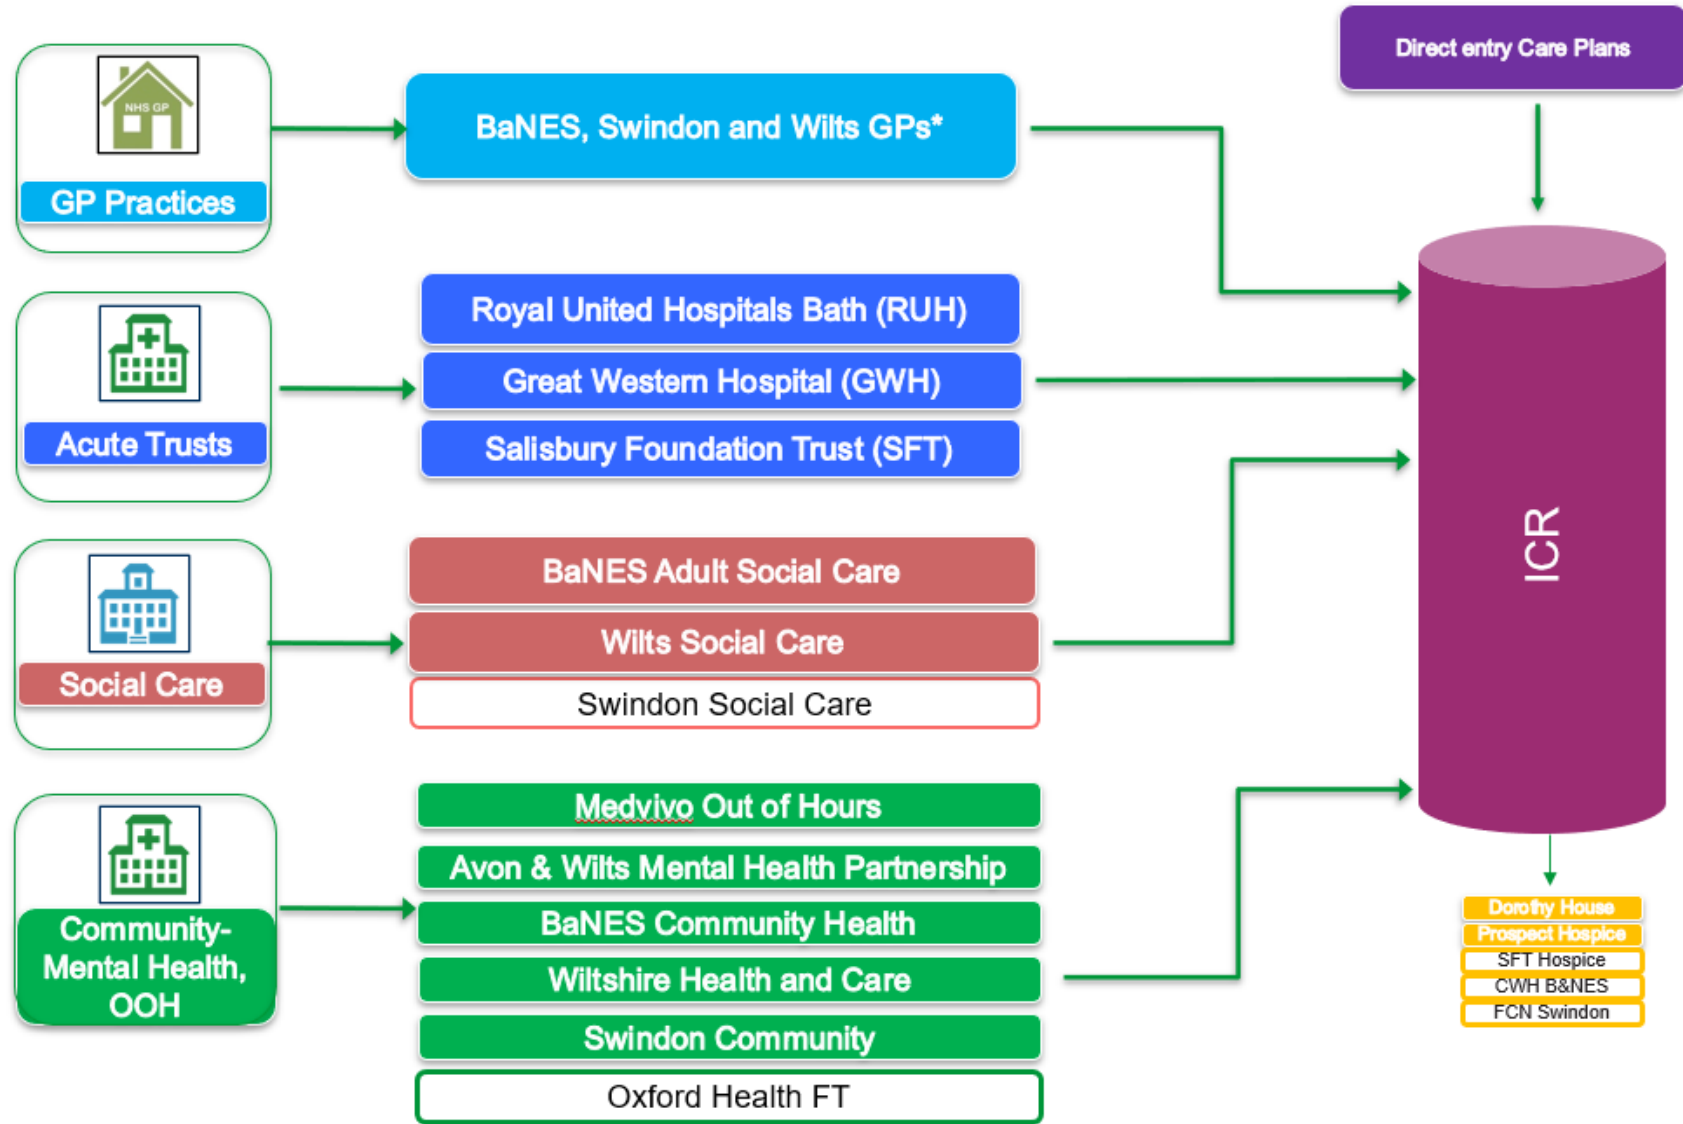 Direct entry Care Plans
NHS GP
GP Practices
BaNES, Swindon and Wilts GPs*
Acute Trusts
Royal United Hospitals Bath (RUH)
Great Western Hospital (GWH)
Salisbury Foundation Trust (SFT)
Social Care
BaNES Adult Social Care
Wilts Social Care
Swindon Social Care
Community-
Mental Health,
OOH
Medvivo Out of Hours
Avon & Wilts Mental Health Partnership
BaNES Community Health
Wiltshire Health and Care
Swindon Community
Oxford Health FT
ICR
Dorothy House
Prospect Hospice
SFT Hospice
CWH B&NES
FCN Swindon